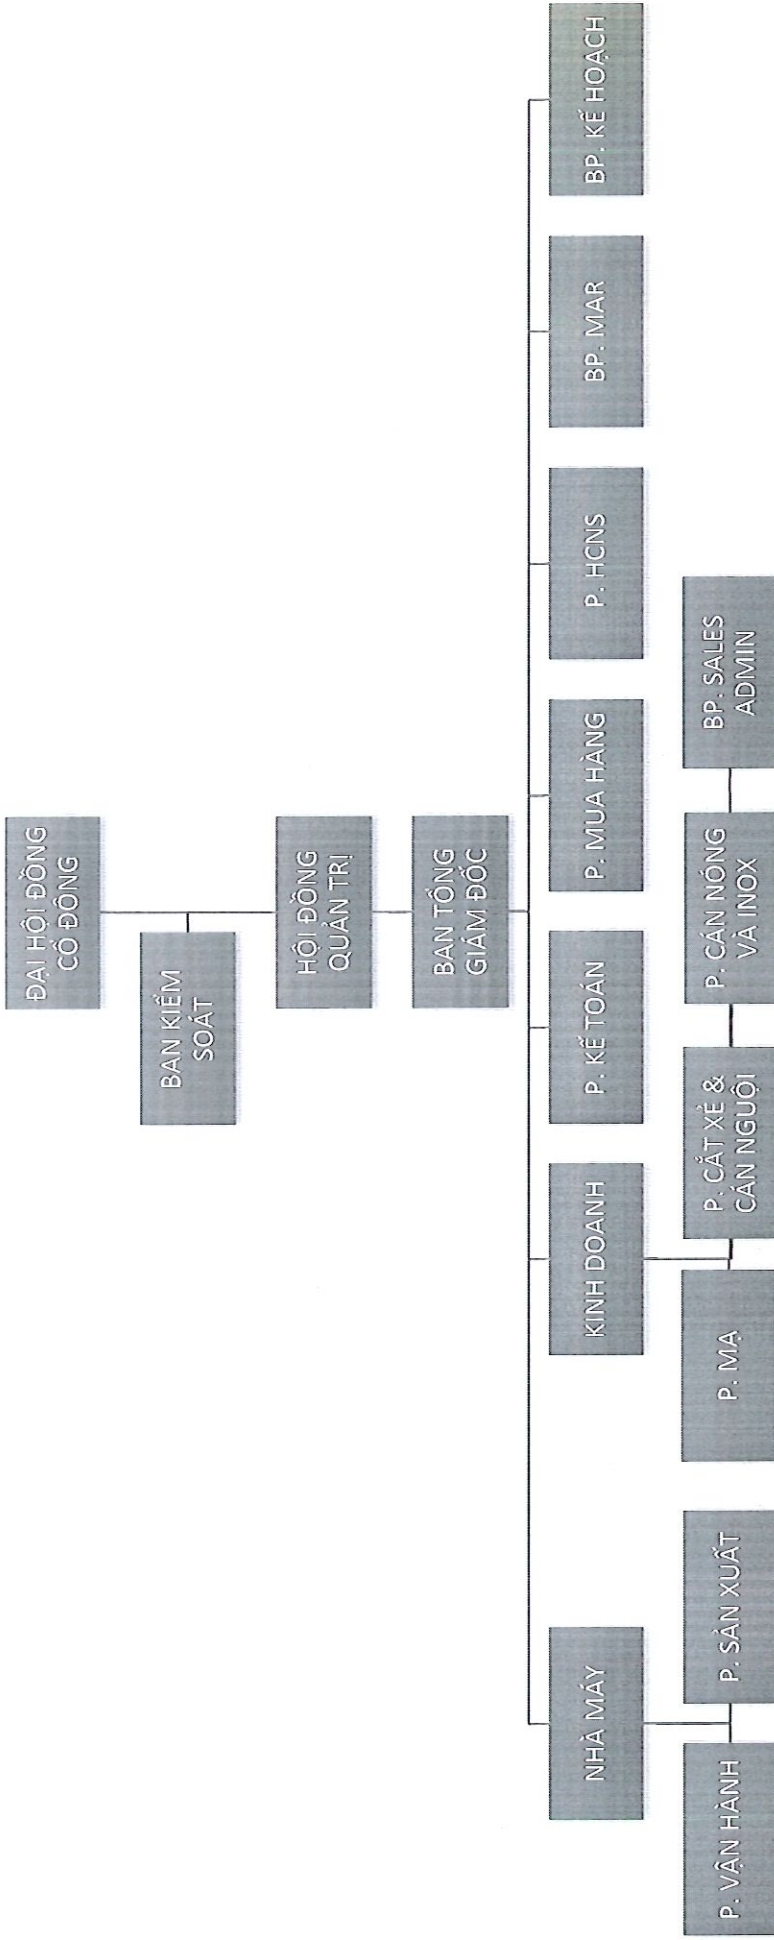 ĐẠI HỘI ĐỒNG
CỔ ĐÔNG
BAN KIỂM
SOÁT
HỘI ĐỒNG
QUẢN TRỊ
BAN TỔNG
GIÁM ĐỐC
NHÀ MÁY
KINH DOANH
P. KẾ TOÁN
P. MUA HÀNG
P. HCNS
BP. MAR
BP. KẾ HOẠCH
P. VẬN HÀNH
P. SẢN XUẤT
P. MẠ
P. CẮT XẺ &
CÁN NGUỘI
P. CÁN NÓNG
VÀ INOX
BP. SALES
ADMIN